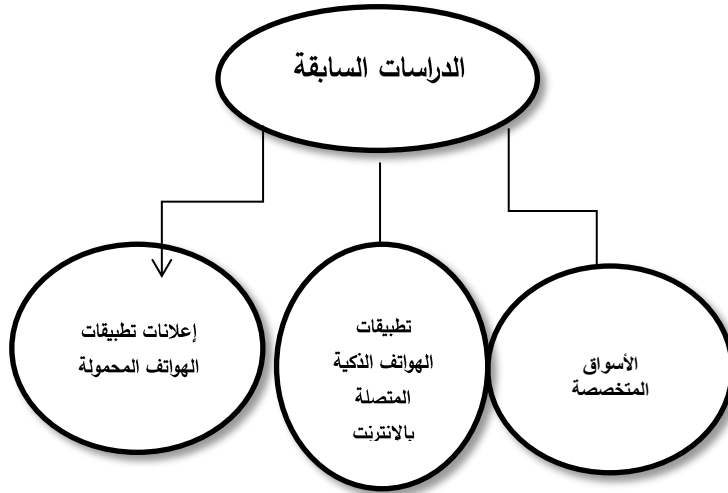 الدراسات السابقة
الأسواق
المتخصصة
تطبيقات
الهواتف الذكية
المتصلة
بالانترنت
إعلانات تطبيقات
الهواتف المحمولة